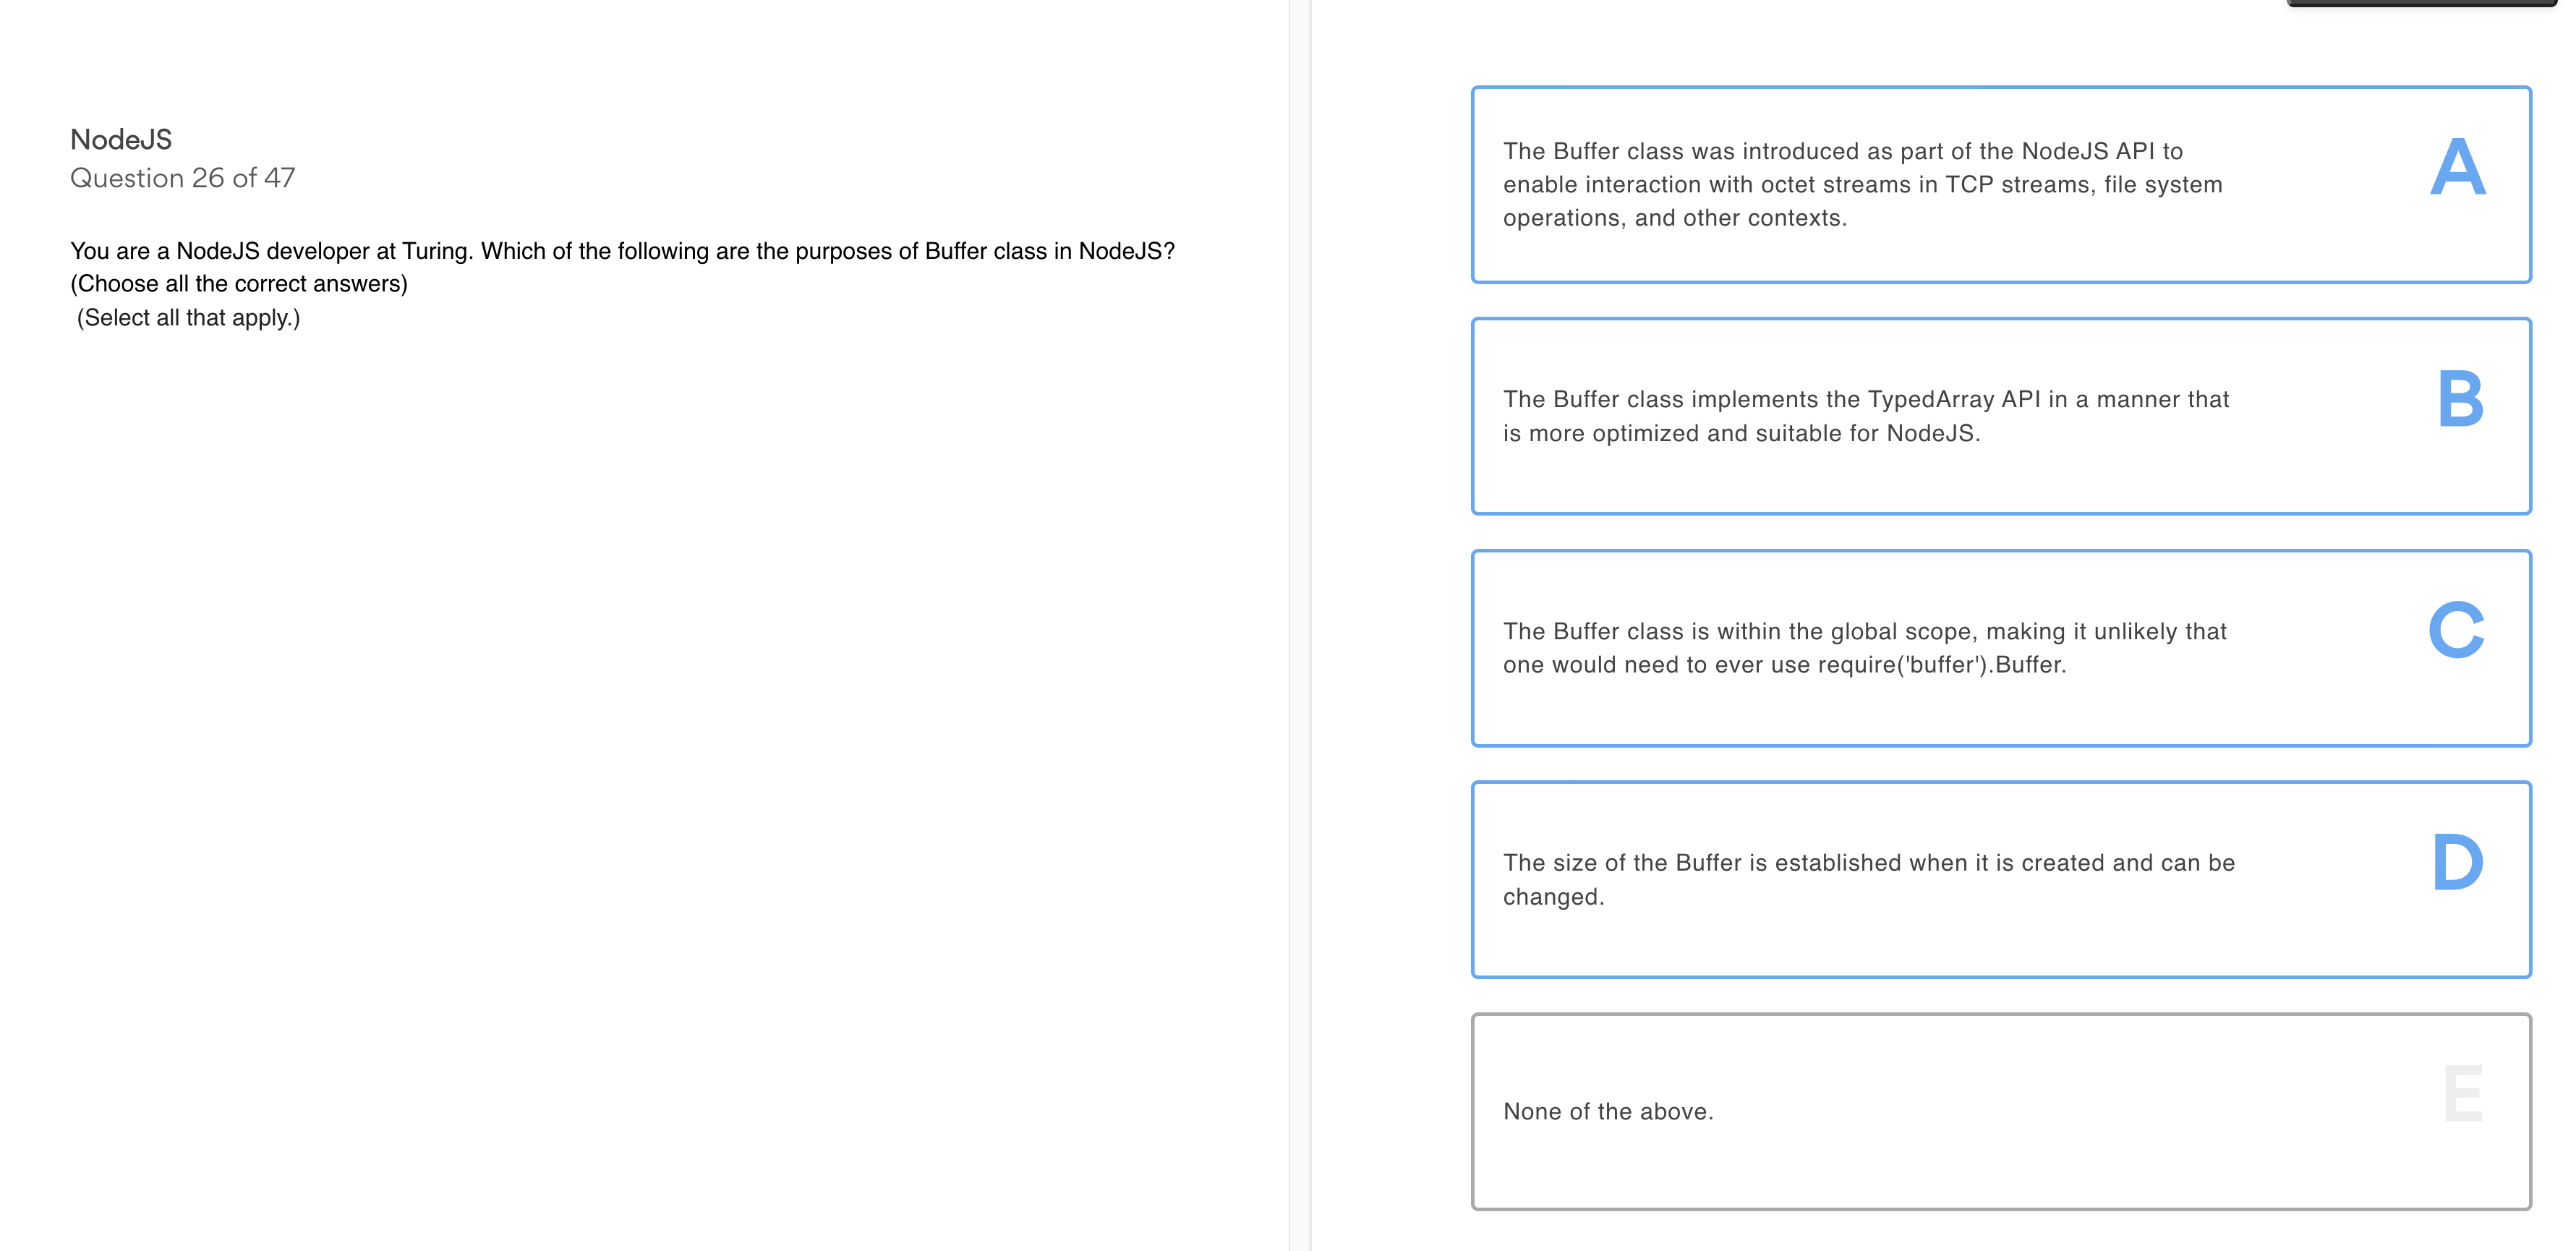 NodeJS
Question 26 of 47
You are a NodeJS developer at Turing. Which of the following are the purposes of Buffer class in NodeJS?
(Choose all the correct answers)
(Select all that apply.)
The Buffer class was introduced as part of the NodeJS API to
enable interaction with octet streams in TCP streams, file system
operations, and other contexts.
A
The Buffer class implements the TypedArray API in a manner that
is more optimized and suitable for NodeJS.
B
The Buffer class is within the global scope, making it unlikely that
one would need to ever use require('buffer').Buffer.
C
The size of the Buffer is established when it is created and can be
changed.
D
None of the above.
E